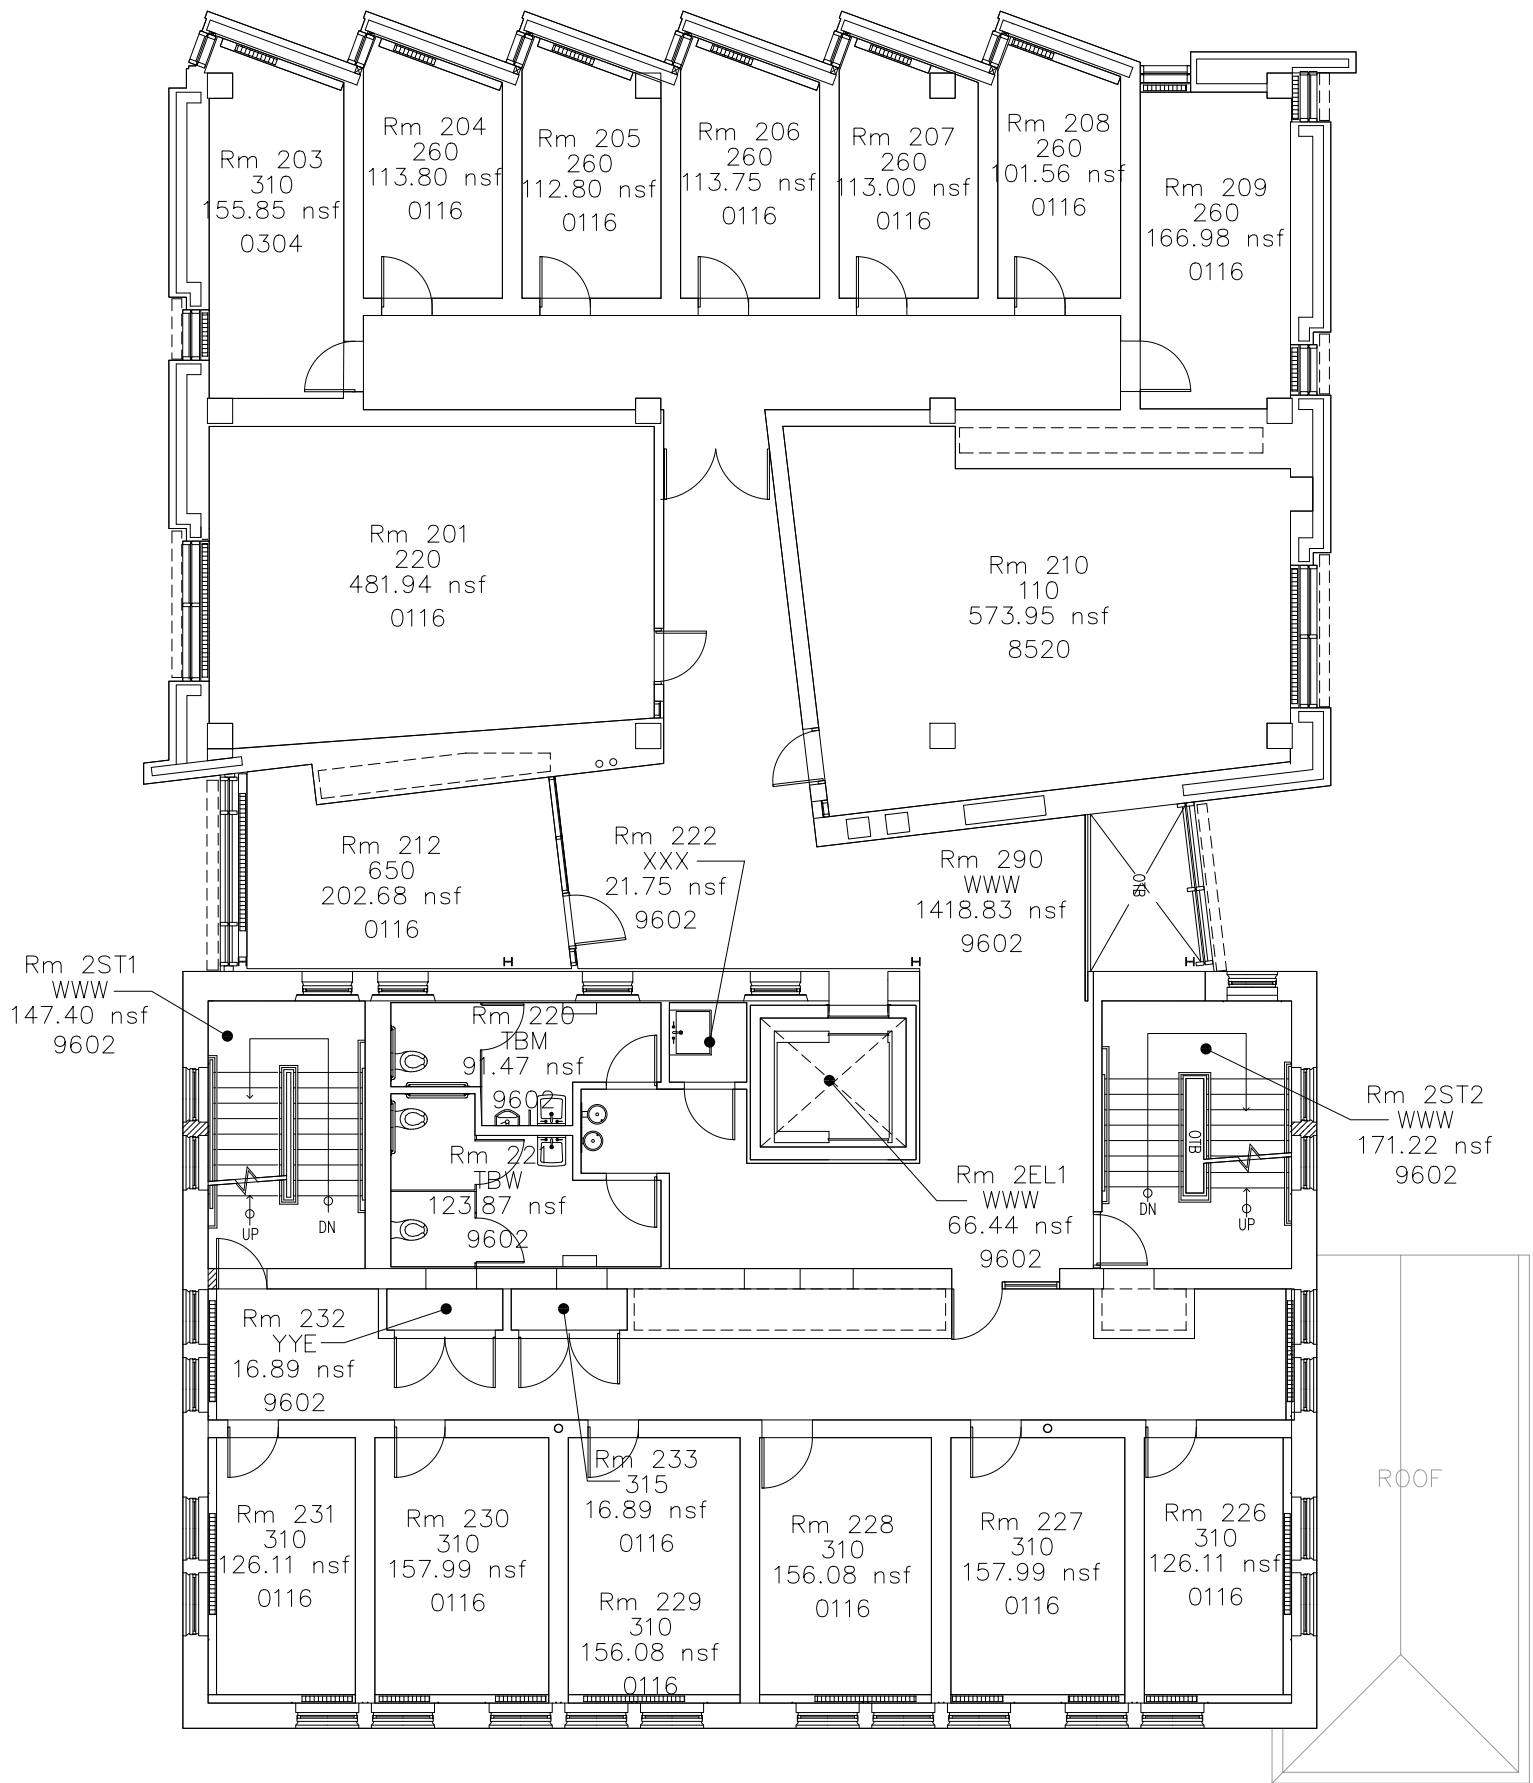 Rm 203
310
155.85 nsf
0304
Rm 204
260
113.80 nsf
0116
Rm 205
260
112.80 nsf
0116
Rm 206
260
113.75 nsf
0116
Rm 207
260
113.00 nsf
0116
Rm 208
260
101.56 nsf
0116
Rm 209
260
166.98 nsf
0116
Rm 201
220
481.94 nsf
0116
Rm 210
110
573.95 nsf
8520
Rm 212
650
202.68 nsf
0116
Rm 222
XXX
21.75 nsf
9602
Rm 290
WWW
1418.83 nsf
9602
OTB
Rm 2ST1
WWW
147.40 nsf
9602
Rm 220
TBM
91.47 nsf
9602
Rm 221
TBW
123.87 nsf
9602
Rm 2EL1
WWW
66.44 nsf
9602
Rm 2ST2
WWW
171.22 nsf
9602
OTB
UP
DN
DN
UP
Rm 232
YYE
16.89 nsf
9602
Rm 231
310
126.11 nsf
0116
Rm 230
310
157.99 nsf
0116
Rm 233
315
16.89 nsf
0116
Rm 229
310
156.08 nsf
0116
Rm 228
310
156.08 nsf
0116
Rm 227
310
157.99 nsf
0116
Rm 226
310
126.11 nsf
0116
ROOF